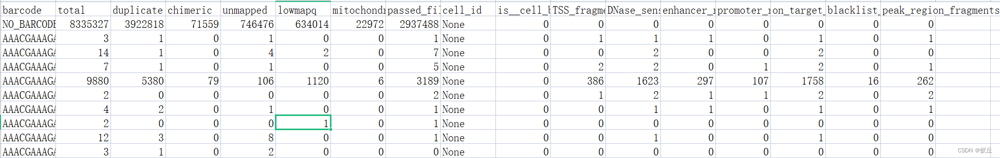 barcode total duplicate chimeric unmapped lowmapq mitochond passed_fil cell_id is__cell_b TSS_fragme DNase_sens enhancer_r promoter_r on_target_ blacklist_ peak_region_fragments
NO_BARCODE 8335327 3922818 71559 746476 634014 22972 2937488 None 0 0 0 0 0 0 0 0
AAACGAAAGA 3 1 0 1 0 0 1 None 0 1 1 1 0 1 0 1
AAACGAAAGA 14 1 0 4 2 0 7 None 0 0 2 0 0 2 0 0
AAACGAAAGA 7 1 0 1 0 0 5 None 0 2 2 0 1 2 0 1
AAACGAAAGA 9880 5380 79 106 1120 6 3189 None 0 386 1623 297 107 1758 16 262
AAACGAAAGA 2 0 0 0 0 0 2 None 0 1 2 1 1 2 0 2
AAACGAAAGA 4 2 0 1 0 0 1 None 0 0 1 1 0 1 0 1
AAACGAAAGA 2 0 0 0 1 0 1 None 0 0 0 0 0 0 0 0
AAACGAAAGA 12 3 0 8 0 0 1 None 0 0 1 0 0 1 0 0
AAACGAAAGA 3 1 0 2 0 0 0 None 0 0 0 0 0 0 0 0
CSDN @蚁丘